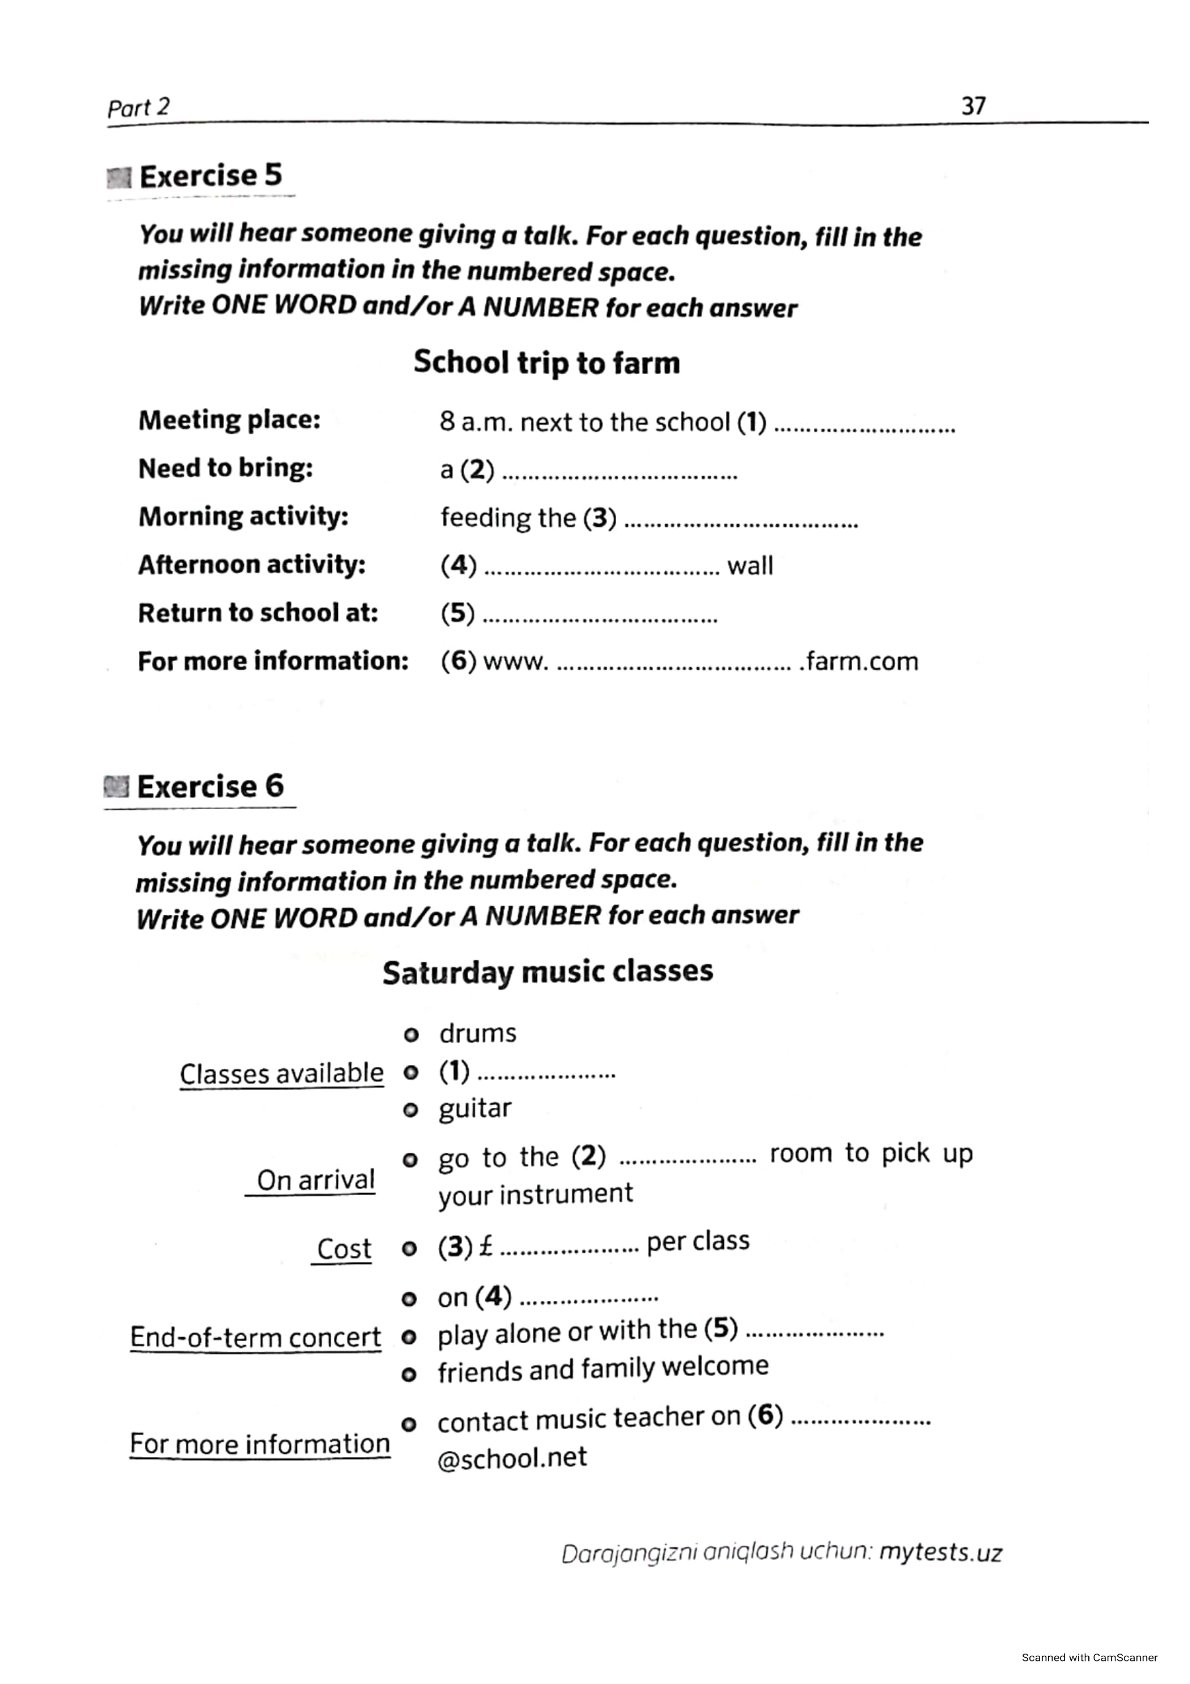 Part 2 37
Exercise 5
You will hear someone giving a talk. For each question, fill in the
missing information in the numbered space.
Write ONE WORD and/or A NUMBER for each answer
School trip to farm
Meeting place: 8 a.m. next to the school (1) ............................
Need to bring: a (2) ....................................
Morning activity: feeding the (3) ....................................
Afternoon activity: (4) .................................... wall
Return to school at: (5) ....................................
For more information: (6) www. .................................... .farm.com
Exercise 6
You will hear someone giving a talk. For each question, fill in the
missing information in the numbered space.
Write ONE WORD and/or A NUMBER for each answer
Saturday music classes
drums
Classes available (1) .....................
guitar
On arrival go to the (2) ..................... room to pick up
your instrument
Cost (3) £ ..................... per class
on (4) .....................
End-of-term concert play alone or with the (5) .....................
friends and family welcome
For more information contact music teacher on (6) .....................
@school.net
Darajangizni aniqlash uchun: mytests.uz
Scanned with CamScanner